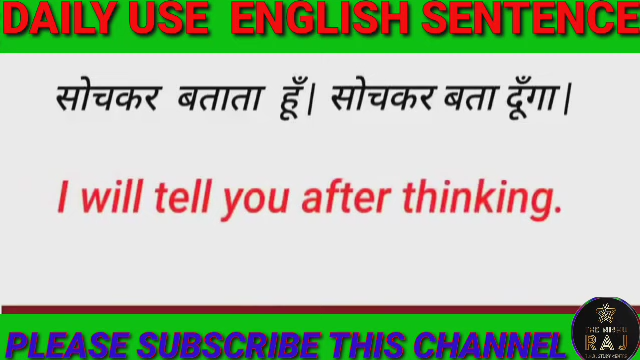 DAILY USE ENGLISH SENTENCE
सोचकर बताता हूँ| सोचकर बता दूँगा|
I will tell you after thinking.
PLEASE SUBSCRIBE THIS CHANNEL
RAJ